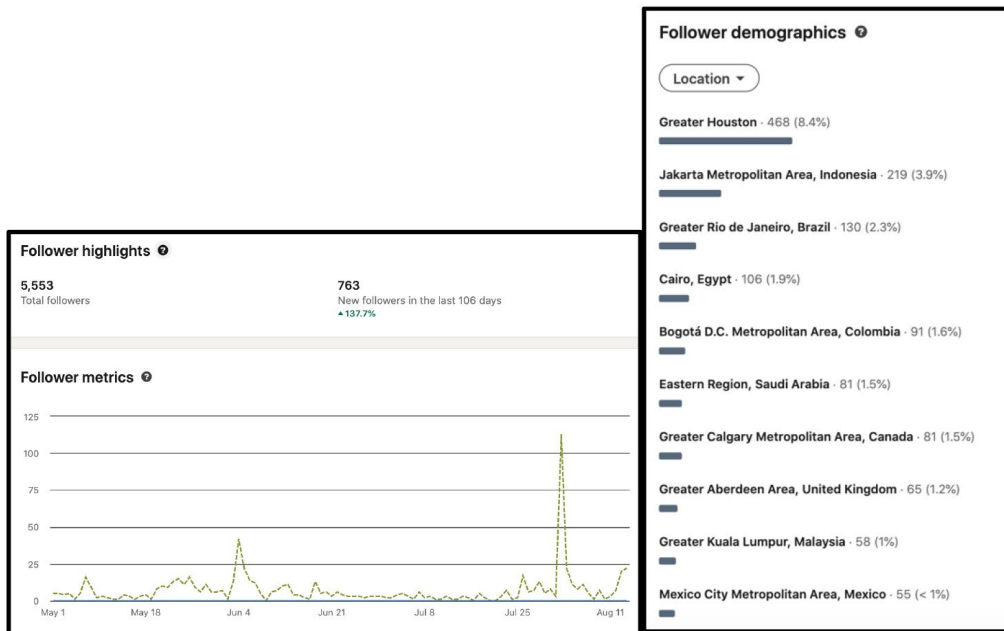 Follower highlights
5,553
Total followers
763
New followers in the last 106 days
▲ 137.7%
Follower metrics
125
100
75
50
25
0
May 1 May 18 Jun 4 Jun 21 Jul 8 Jul 25 Aug 11
Follower demographics
Location
Greater Houston · 468 (8.4%)
Jakarta Metropolitan Area, Indonesia · 219 (3.9%)
Greater Rio de Janeiro, Brazil · 130 (2.3%)
Cairo, Egypt · 106 (1.9%)
Bogotá D.C. Metropolitan Area, Colombia · 91 (1.6%)
Eastern Region, Saudi Arabia · 81 (1.5%)
Greater Calgary Metropolitan Area, Canada · 81 (1.5%)
Greater Aberdeen Area, United Kingdom · 65 (1.2%)
Greater Kuala Lumpur, Malaysia · 58 (1%)
Mexico City Metropolitan Area, Mexico · 55 (< 1%)